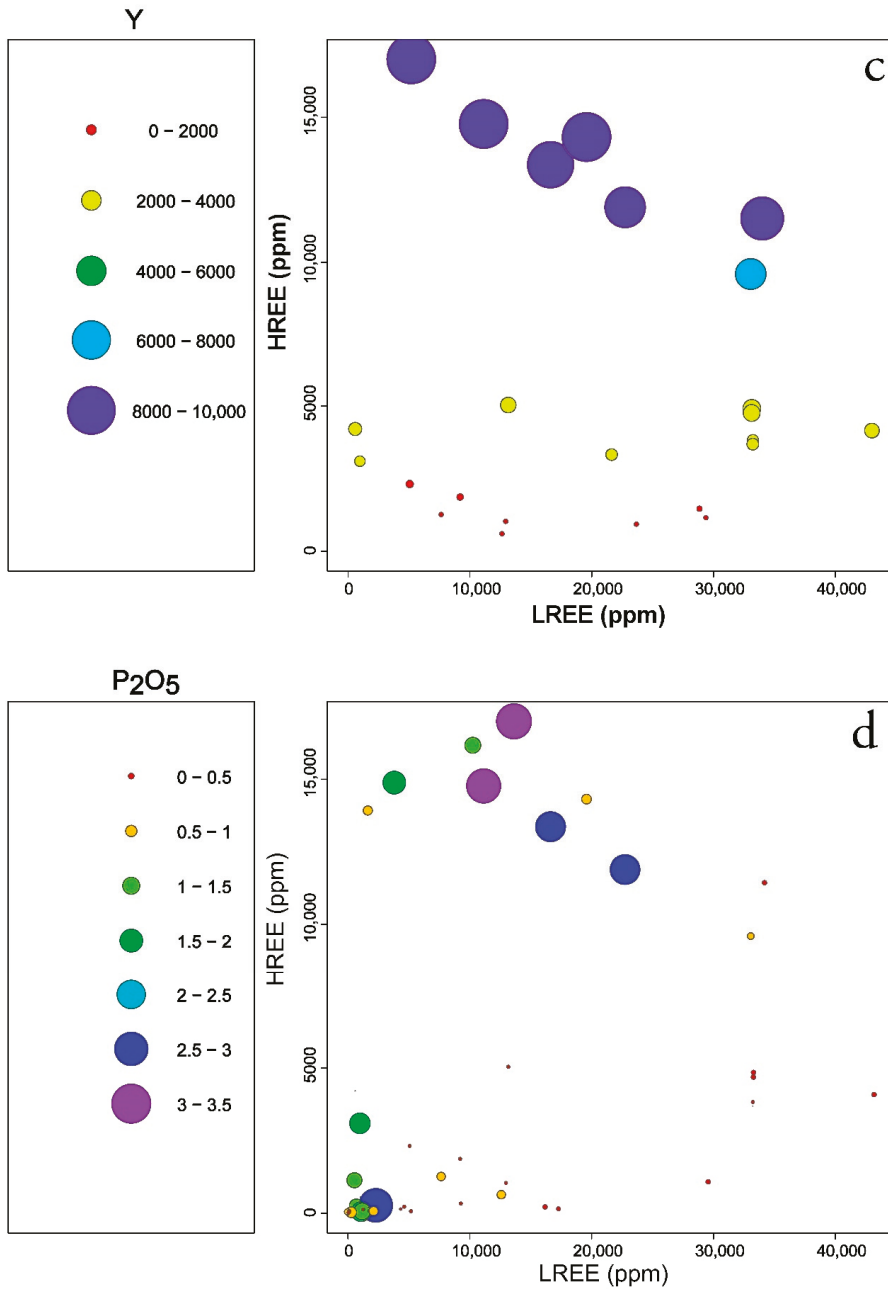 Y
0 – 2000
2000 – 4000
4000 – 6000
6000 – 8000
8000 – 10,000
c
HREE (ppm)
15,000
10,000
5000
0
0 10,000 20,000 30,000 40,000
LREE (ppm)
P2O5
0 – 0.5
0.5 – 1
1 – 1.5
1.5 – 2
2 – 2.5
2.5 – 3
3 – 3.5
d
HREE (ppm)
15,000
10,000
5000
0
0 10,000 20,000 30,000 40,000
LREE (ppm)